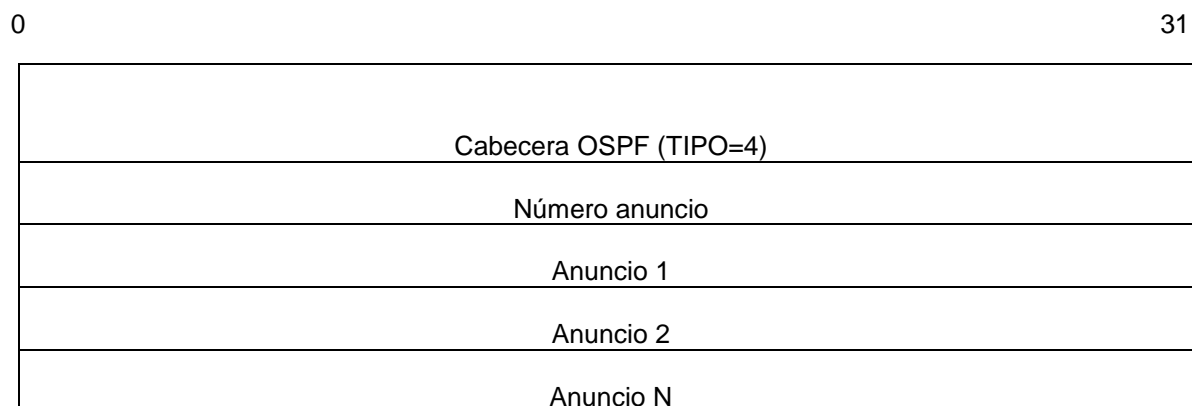 0 31
Cabecera OSPF (TIPO=4)
Número anuncio
Anuncio 1
Anuncio 2
Anuncio N